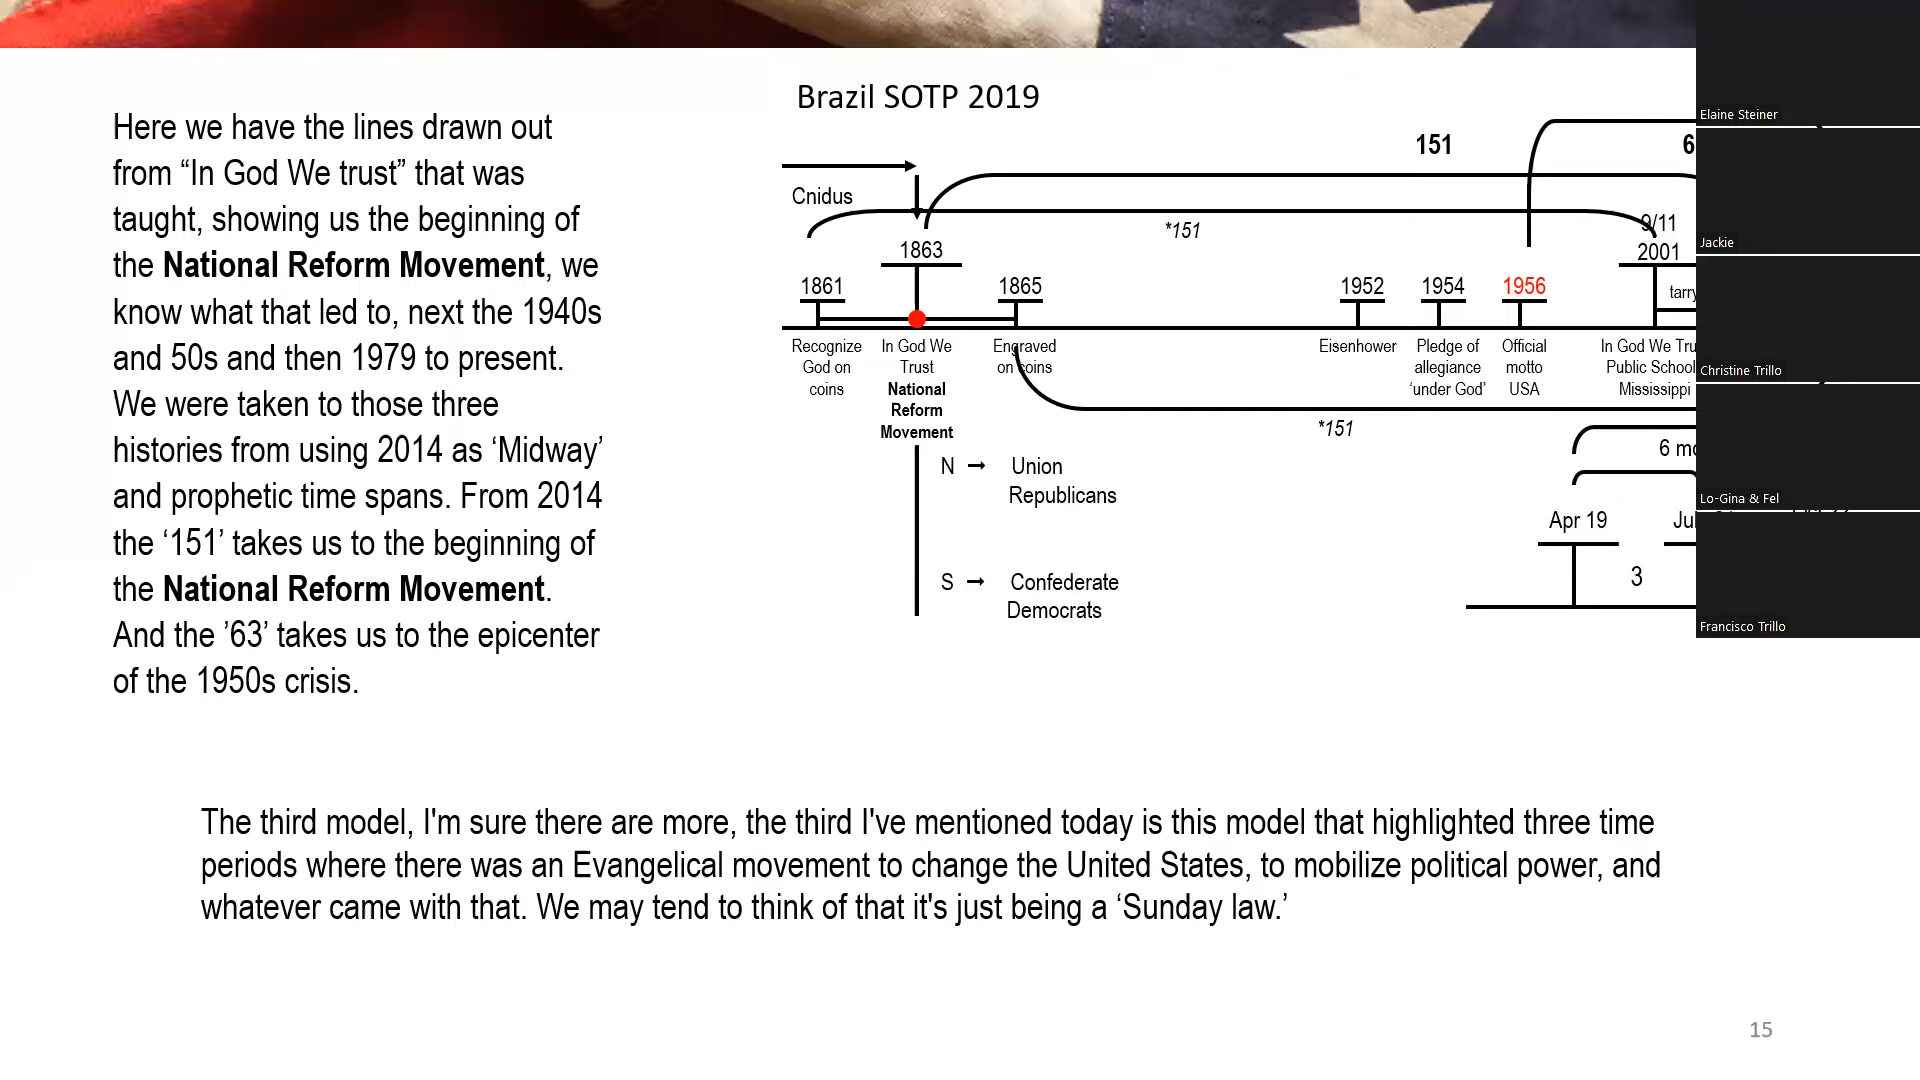 Brazil SOTP 2019
Here we have the lines drawn out
from “In God We trust” that was
taught, showing us the beginning of
the National Reform Movement, we
know what that led to, next the 1940s
and 50s and then 1979 to present.
We were taken to those three
histories from using 2014 as ‘Midway’
and prophetic time spans. From 2014
the ‘151’ takes us to the beginning of
the National Reform Movement.
And the ’63’ takes us to the epicenter
of the 1950s crisis.
151
6
Cnidus
*151
9/11
2001
1863
1861
1865
1952
1954
1956
tarry
Recognize
God on
coins
In God We
Trust
National
Reform
Movement
Engraved
on coins
Eisenhower
Pledge of
allegiance
‘under God’
Official
motto
USA
In God We Tru
Public School
Mississippi
*151
6 mo
N → Union
Republicans
Apr 19
Jul
3
S → Confederate
Democrats
Elaine Steiner
Jackie
Christine Trillo
Lo-Gina & Fel
Francisco Trillo
The third model, I'm sure there are more, the third I've mentioned today is this model that highlighted three time
periods where there was an Evangelical movement to change the United States, to mobilize political power, and
whatever came with that. We may tend to think of that it's just being a ‘Sunday law.’
15